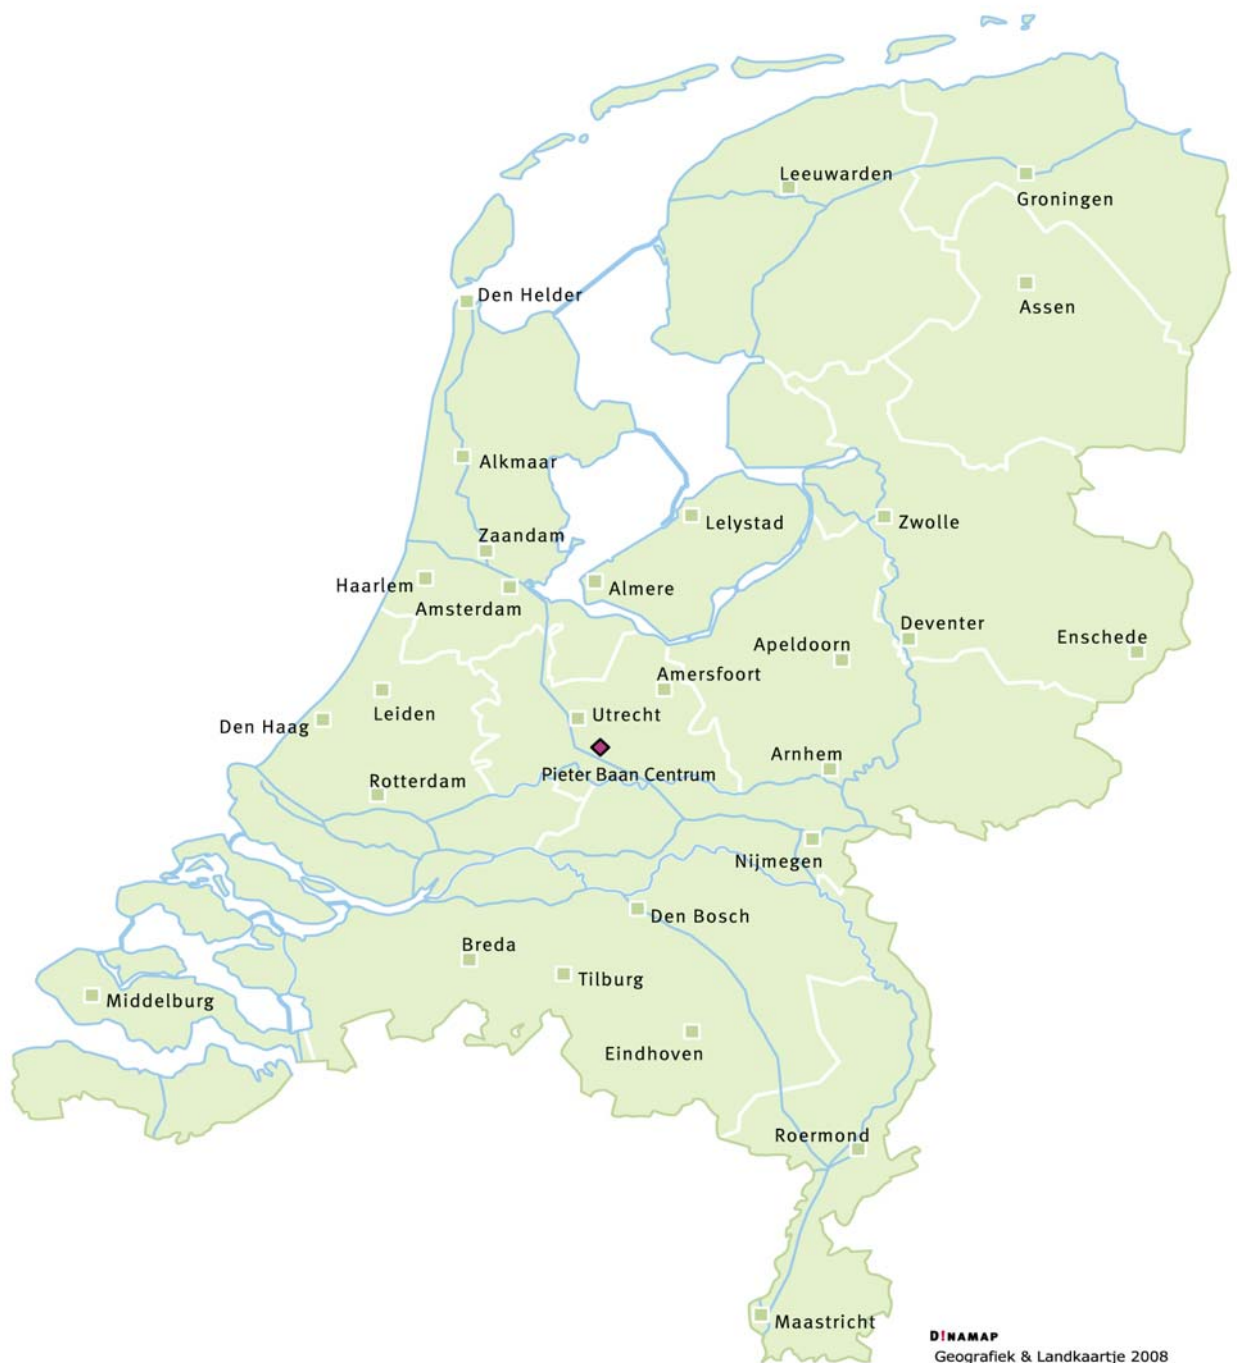 Leeuwarden
Groningen
Den Helder
Assen
Alkmaar
Lelystad
Zwolle
Zaandam
Haarlem
Almere
Amsterdam
Deventer
Enschede
Apeldoorn
Amersfoort
Leiden
Utrecht
Den Haag
Arnhem
Pieter Baan Centrum
Rotterdam
Nijmegen
Den Bosch
Breda
Tilburg
Middelburg
Eindhoven
Roermond
Maastricht
D!NAMAP
Geografiek & Landkaartje 2008